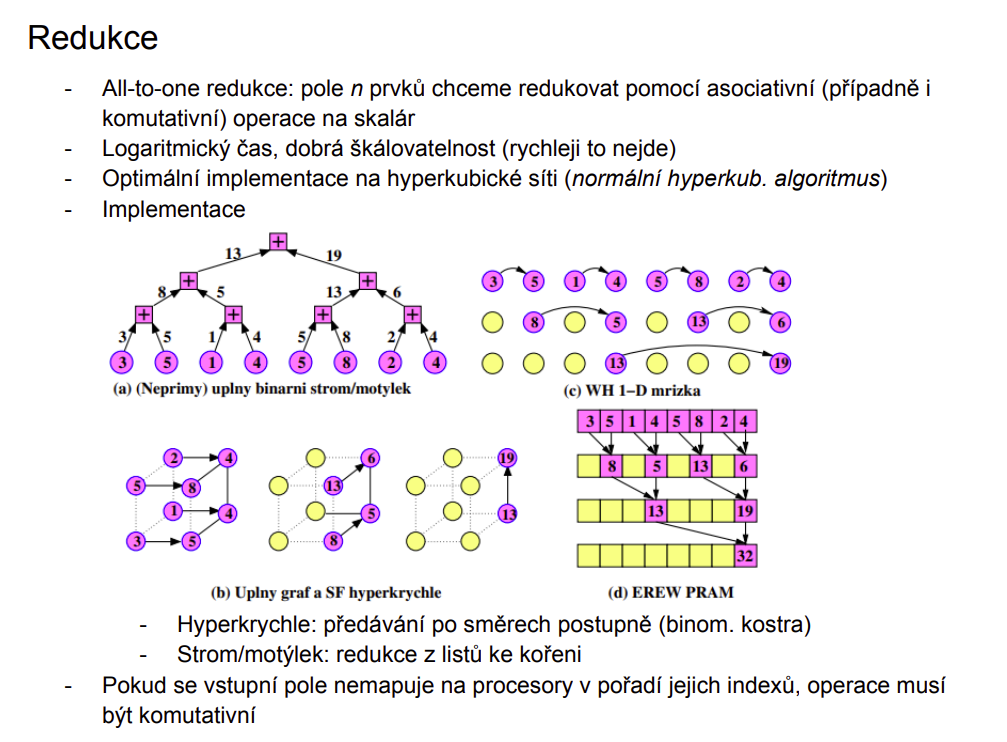 Redukce
- All-to-one redukce: pole n prvků chceme redukovat pomocí asociativní (případně i
komutativní) operace na skalár
- Logaritmický čas, dobrá škálovatelnost (rychleji to nejde)
- Optimální implementace na hyperkubické síti (normální hyperkub. algoritmus)
- Implementace
+
13 19
+ +
8 5 13 6
+ + + +
3 5 1 4 5 8 2 4
3 5 1 4 5 8 2 4
(a) (Neprimy) uplny binarni strom/motylek
3 5 1 4 5 8 2 4
8 5 13 6
13 19
(c) WH 1–D mrizka
2 4
5 8
1 4
3 5
6
13
5
8
19
13
(b) Uplny graf a SF hyperkrychle
3 5 1 4 5 8 2 4
8 5 13 6
13 19
32
(d) EREW PRAM
- Hyperkrychle: předávání po směrech postupně (binom. kostra)
- Strom/motýlek: redukce z listů ke kořeni
- Pokud se vstupní pole nemapuje na procesory v pořadí jejich indexů, operace musí
být komutativní